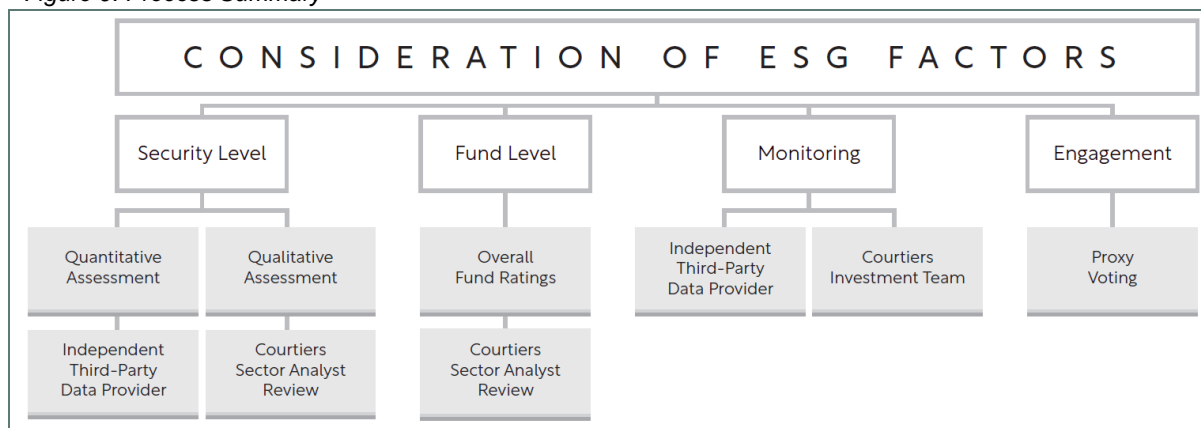 CONSIDERATION OF ESG FACTORS
Security Level
Fund Level
Monitoring
Engagement
Quantitative
Assessment
Qualitative
Assessment
Overall
Fund Ratings
Independent
Third-Party
Data Provider
Courtiers
Investment Team
Proxy
Voting
Independent
Third-Party
Data Provider
Courtiers
Sector Analyst
Review
Courtiers
Sector Analyst
Review